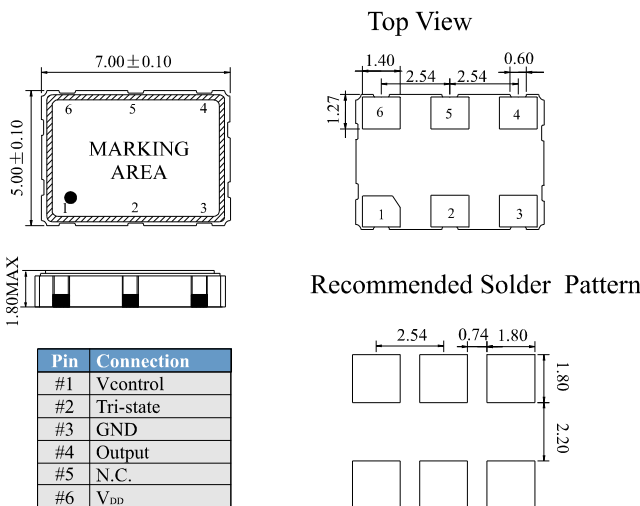 Top View
7.00±0.10
5.00±0.10
6 5 4
MARKING
AREA
1 2 3
1.40
0.60
2.54 2.54
1.27
6 5 4
1 2 3
1.80MAX
Recommended Solder Pattern
2.54 0.74 1.80
1.80
2.20
Pin Connection
#1 Vcontrol
#2 Tri-state
#3 GND
#4 Output
#5 N.C.
#6 VDD